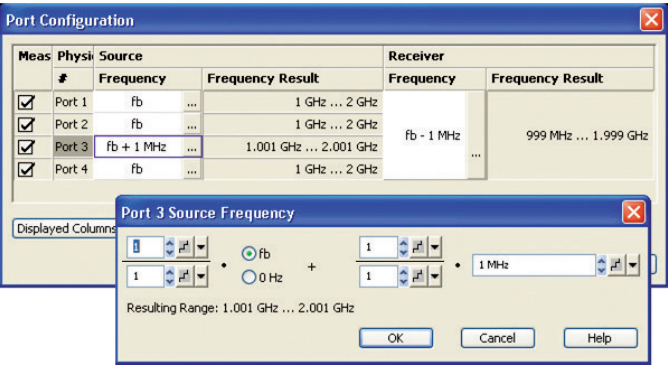 Port Configuration
Meas Physi Source Receiver
# Frequency Frequency Result Frequency Frequency Result
Port 1 fb ... 1 GHz ... 2 GHz
Port 2 fb ... 1 GHz ... 2 GHz
fb - 1 MHz ... 999 MHz ... 1.999 GHz
Port 3 fb + 1 MHz ... 1.001 GHz ... 2.001 GHz
Port 4 fb ... 1 GHz ... 2 GHz
Displayed Columns
Port 3 Source Frequency
1 1
fb
1 MHz
+
0 Hz
1 1
Resulting Range: 1.001 GHz ... 2.001 GHz
OK Cancel Help